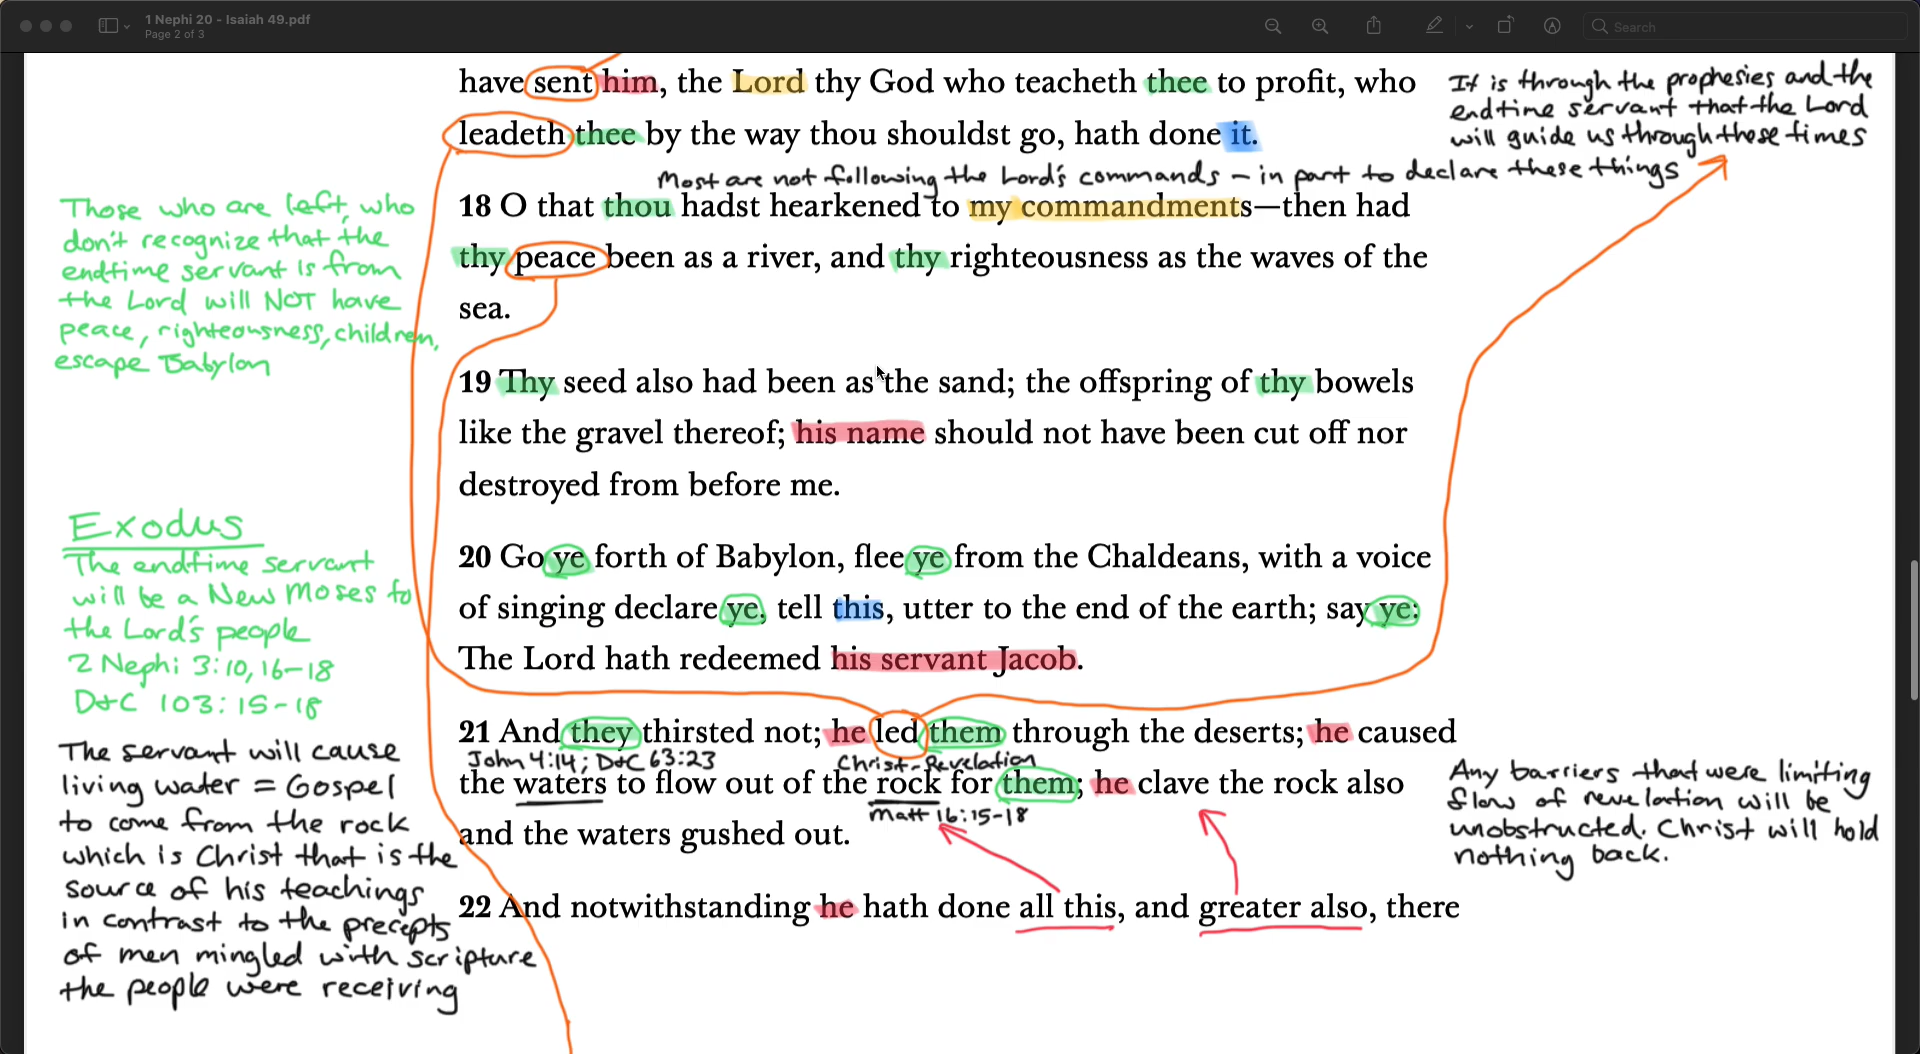 1 Nephi 20 - Isaiah 49.pdf
Page 2 of 3
Search
have sent him, the Lord thy God who teacheth thee to profit, who
leadeth thee by the way thou shouldst go, hath done it.
It is through the prophesies and the
endtime servant that the Lord
will guide us through these times
Most are not following the Lord's commands – in part to declare these things
18 O that thou hadst hearkened to my commandments—then had
thy peace been as a river, and thy righteousness as the waves of the
sea.
Those who are left, who
don't recognize that the
endtime servant is from
the Lord will NOT have
peace, righteousness, children,
escape Babylon
19 Thy seed also had been as the sand; the offspring of thy bowels
like the gravel thereof; his name should not have been cut off nor
destroyed from before me.
20 Go ye forth of Babylon, flee ye from the Chaldeans, with a voice
of singing declare ye, tell this, utter to the end of the earth; say ye:
The Lord hath redeemed his servant Jacob.
Exodus
The endtime servant
will be a New Moses to
the Lord's people
2 Nephi 3:10, 16-18
D+C 103:15-18
21 And they thirsted not; he led them through the deserts; he caused
John 4:14; D+C 63:23
Christ - Revelation
the waters to flow out of the rock for them; he clave the rock also
Matt 16:15-18
and the waters gushed out.
The servant will cause
living water = Gospel
to come from the rock
which is Christ that is the
source of his teachings
in contrast to the precepts
of men mingled with scripture
the people were receiving
Any barriers that were limiting
flow of revelation will be
unobstructed. Christ will hold
nothing back.
22 And notwithstanding he hath done all this, and greater also, there